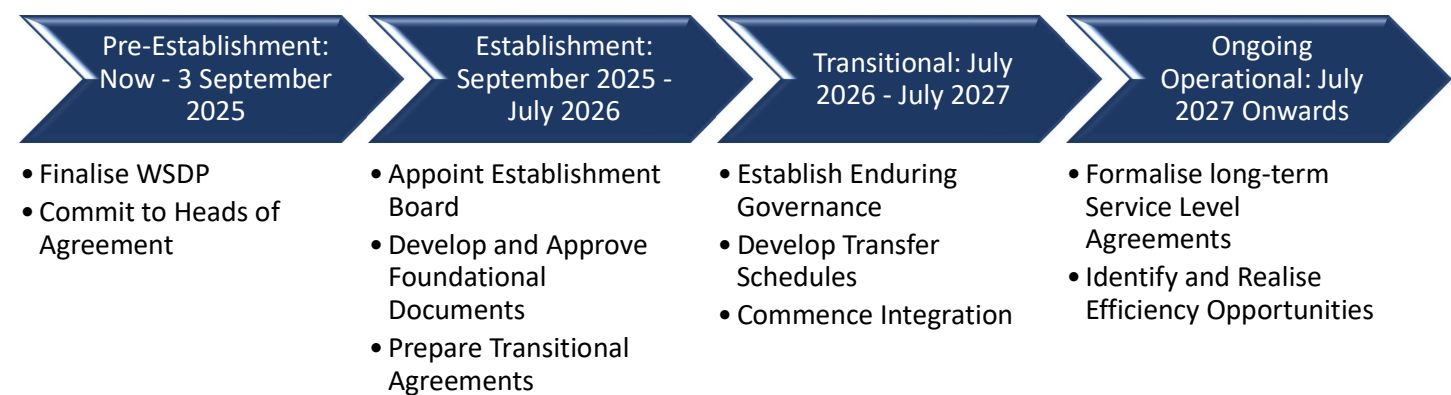 Pre-Establishment:
Now - 3 September
2025
• Finalise WSDP
• Commit to Heads of
Agreement
Establishment:
September 2025 -
July 2026
• Appoint Establishment
Board
• Develop and Approve
Foundational
Documents
• Prepare Transitional
Agreements
Transitional: July
2026 - July 2027
• Establish Enduring
Governance
• Develop Transfer
Schedules
• Commence Integration
Ongoing
Operational: July
2027 Onwards
• Formalise long-term
Service Level
Agreements
• Identify and Realise
Efficiency Opportunities